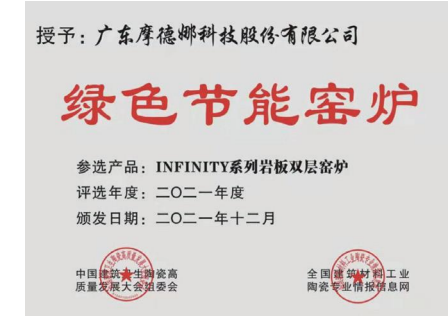 授予：广东摩德娜科技股份有限公司
绿色节能窑炉
参选产品：INFINITY系列岩板双层窑炉
评选年度：二〇二一年度
颁发日期：二〇二一年十二月
中国建筑卫生陶瓷高
质量发展大会组委会
全国建筑材料工业
陶瓷专业情报信息网